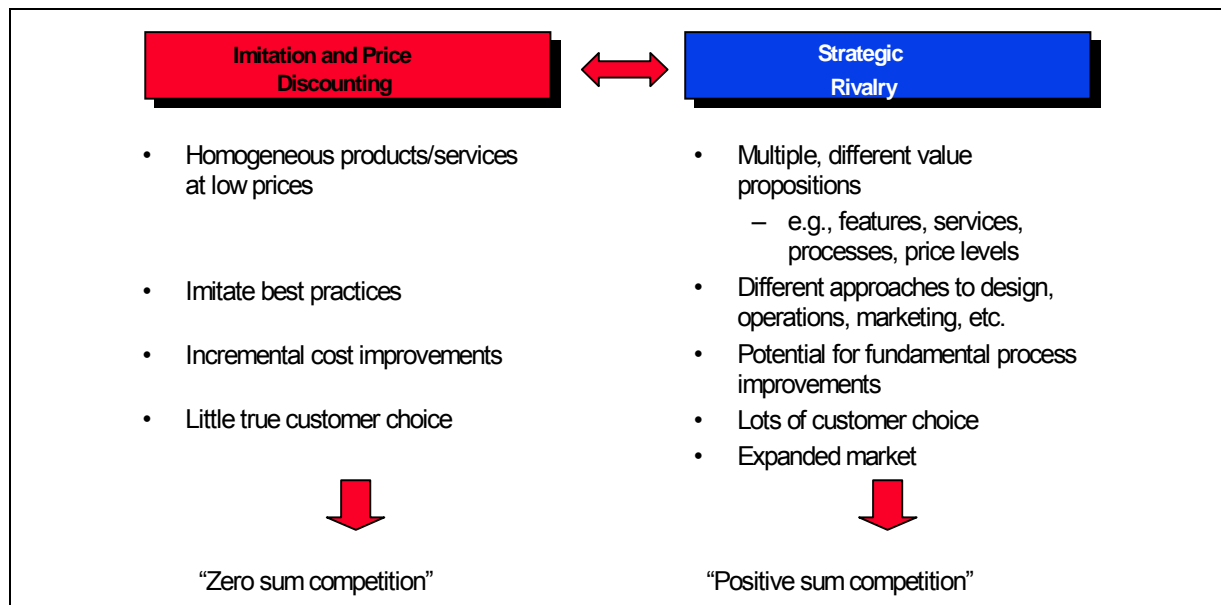 Imitation and Price
Discounting
• Homogeneous products/services
at low prices
• Imitate best practices
• Incremental cost improvements
• Little true customer choice
“Zero sum competition”
Strategic
Rivalry
• Multiple, different value
propositions
– e.g., features, services,
processes, price levels
• Different approaches to design,
operations, marketing, etc.
• Potential for fundamental process
improvements
• Lots of customer choice
• Expanded market
“Positive sum competition”